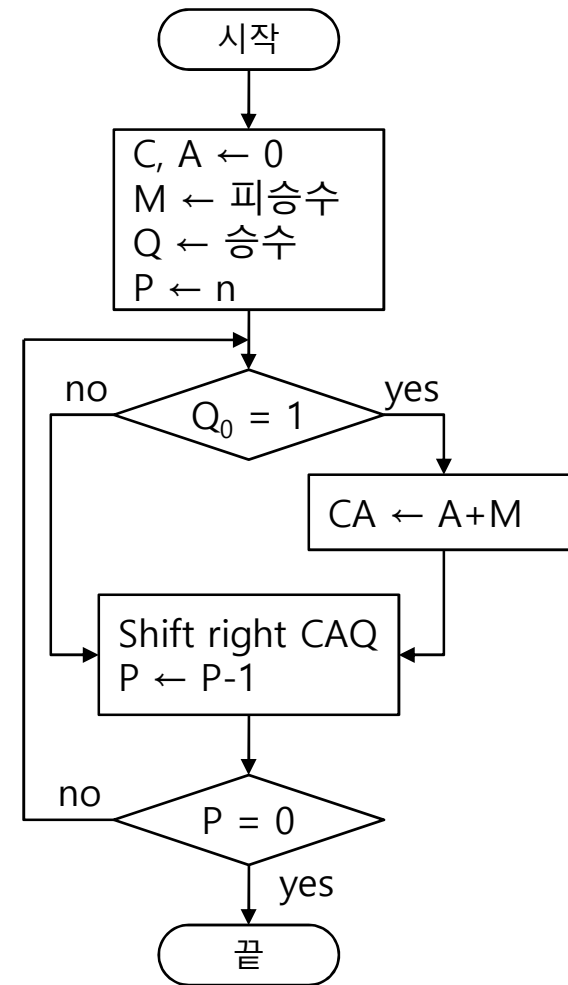 시작
C, A ← 0
M ← 피승수
Q ← 승수
P ← n
no
yes
Q₀ = 1
CA ← A+M
Shift right CAQ
P ← P-1
no
P = 0
yes
끝